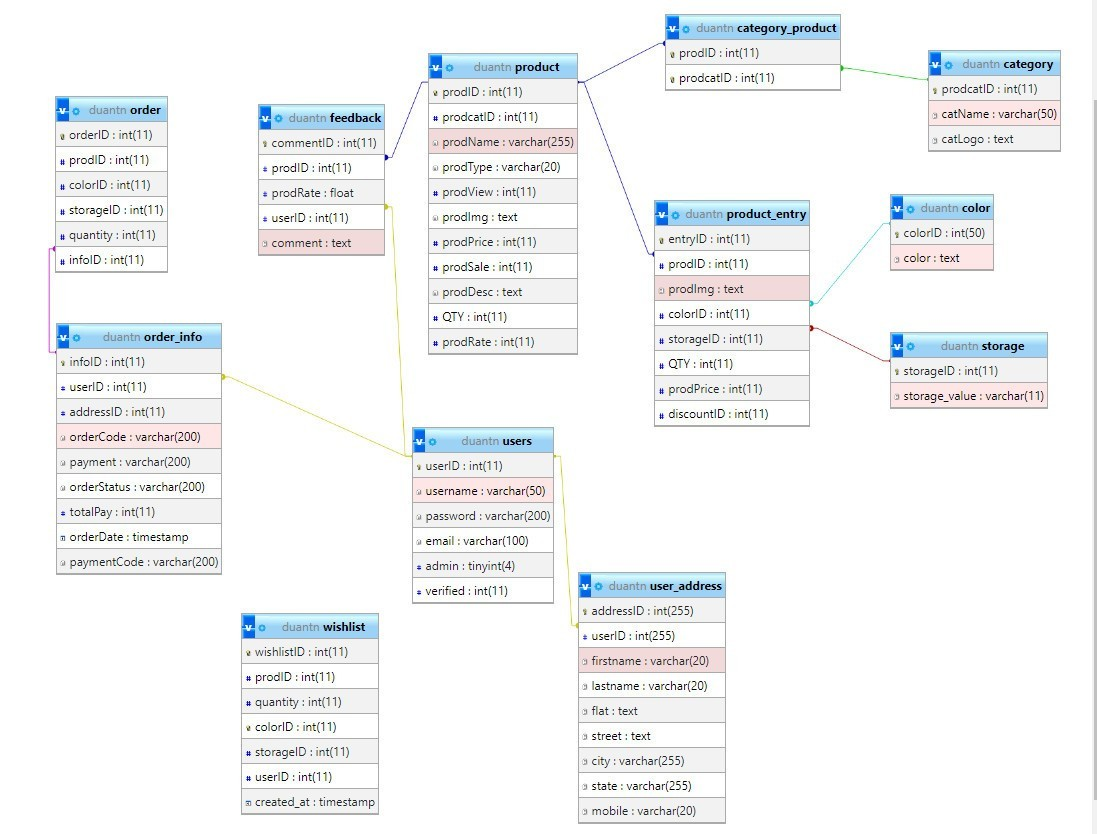 duantn order
orderID : int(11)
prodID : int(11)
colorID : int(11)
storageID : int(11)
quantity : int(11)
infoID : int(11)
duantn feedback
commentID : int(11)
prodID : int(11)
prodRate : float
userID : int(11)
comment : text
duantn product
prodID : int(11)
prodcatID : int(11)
prodName : varchar(255)
prodType : varchar(20)
prodView : int(11)
prodImg : text
prodPrice : int(11)
prodSale : int(11)
prodDesc : text
QTY : int(11)
prodRate : int(11)
duantn category_product
prodID : int(11)
prodcatID : int(11)
duantn category
prodcatID : int(11)
catName : varchar(50)
catLogo : text
duantn product_entry
entryID : int(11)
prodID : int(11)
prodImg : text
colorID : int(11)
storageID : int(11)
QTY : int(11)
prodPrice : int(11)
discountID : int(11)
duantn color
colorID : int(50)
color : text
duantn storage
storageID : int(11)
storage_value : varchar(11)
duantn order_info
infoID : int(11)
userID : int(11)
addressID : int(11)
orderCode : varchar(200)
payment : varchar(200)
orderStatus : varchar(200)
totalPay : int(11)
orderDate : timestamp
paymentCode : varchar(200)
duantn users
userID : int(11)
username : varchar(50)
password : varchar(200)
email : varchar(100)
admin : tinyint(4)
verified : int(11)
duantn wishlist
wishlistID : int(11)
prodID : int(11)
quantity : int(11)
colorID : int(11)
storageID : int(11)
userID : int(11)
created_at : timestamp
duantn user_address
addressID : int(255)
userID : int(255)
firstname : varchar(20)
lastname : varchar(20)
flat : text
street : text
city : varchar(255)
state : varchar(255)
mobile : varchar(20)